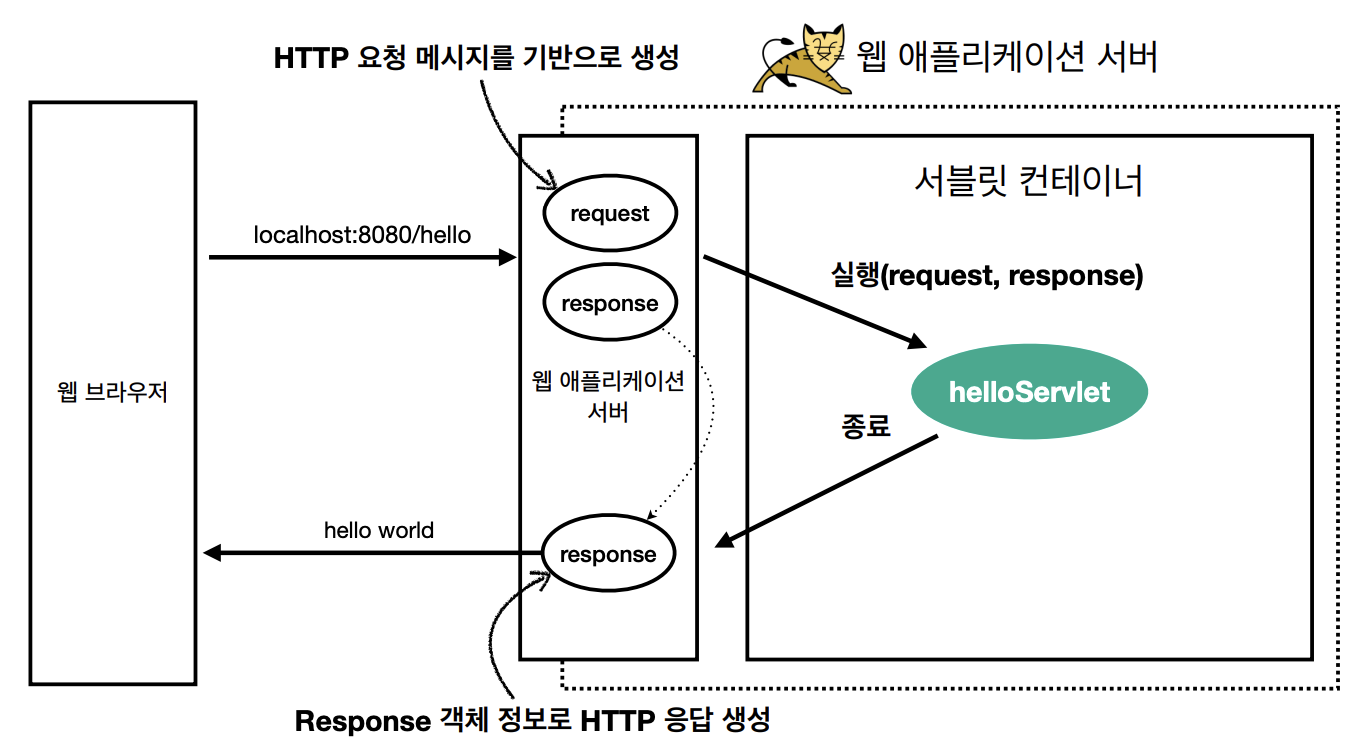 HTTP 요청 메시지를 기반으로 생성
웹 애플리케이션 서버
서블릿 컨테이너
request
localhost:8080/hello
실행(request, response)
response
웹 브라우저
웹 애플리케이션
서버
helloServlet
종료
hello world
response
Response 객체 정보로 HTTP 응답 생성